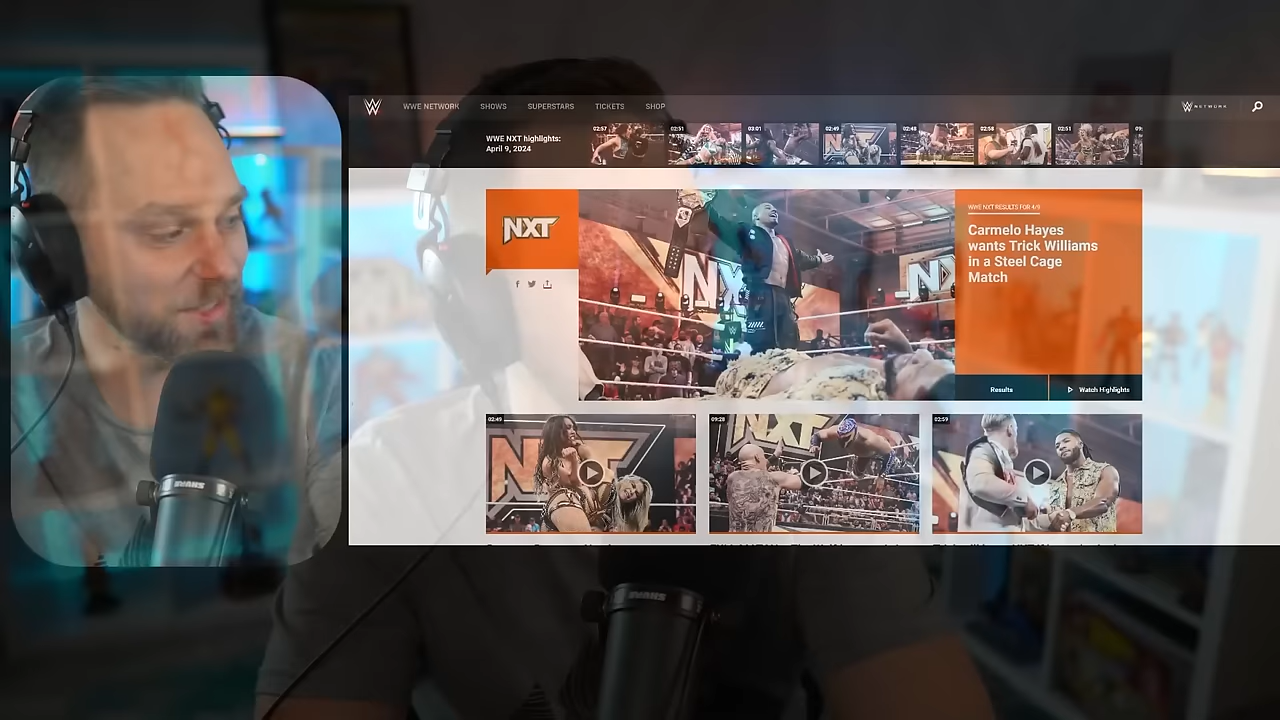 WWE NETWORK SHOWS SUPERSTARS TICKETS SHOP
NETWORK
WWE NXT highlights:
April 9, 2024
02:57
02:51
03:01
02:49
02:48
02:58
02:51
NXT
WWE NXT RESULTS FOR 4/9
Carmelo Hayes
wants Trick Williams
in a Steel Cage
Match
Results
Watch Highlights
02:49
09:28
02:59